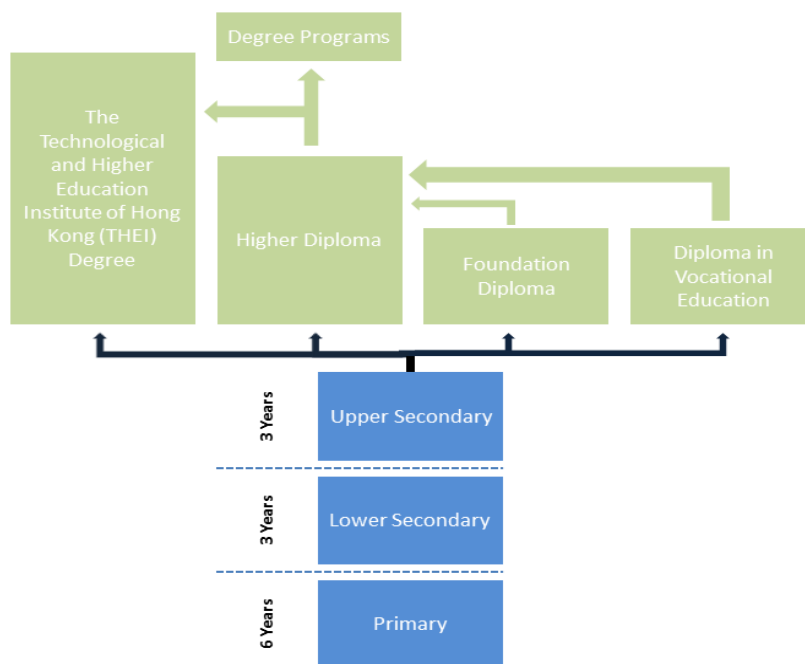 Degree Programs
The
Technological
and Higher
Education
Institute of Hong
Kong (THEI)
Degree
Higher Diploma
Foundation
Diploma
Diploma in
Vocational
Education
3 Years
Upper Secondary
3 Years
Lower Secondary
6 Years
Primary